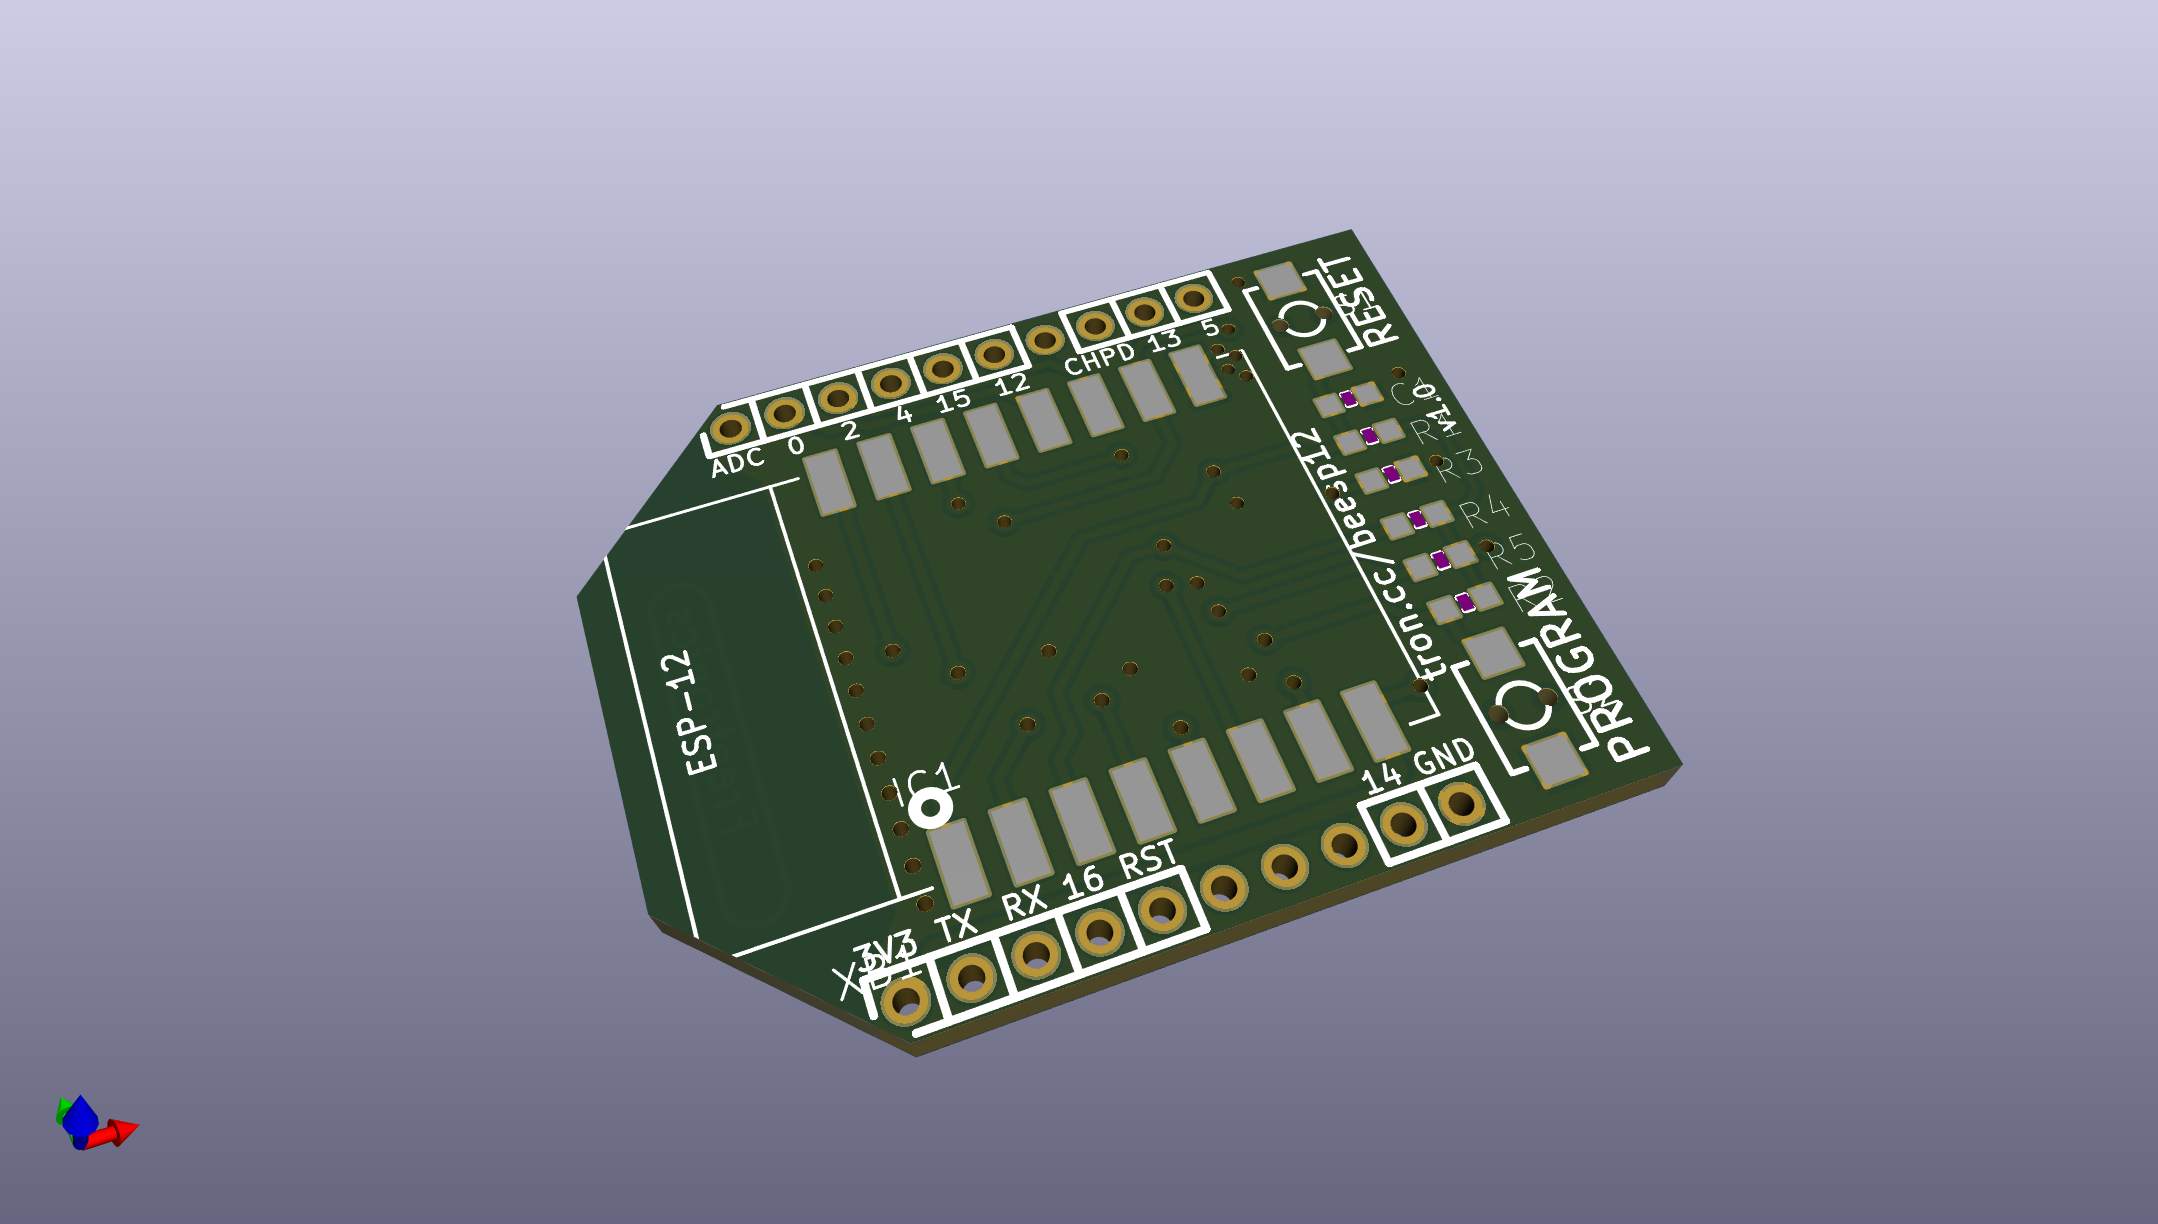 RESET
5
13
CHPD
12
15
4
2
0
ADC
v1.0
C1
R3
R4
R5
tron.cc/beesp12
PROGRAM
ESP-12
IC1
14 GND
RST
16
RX
TX
3V3